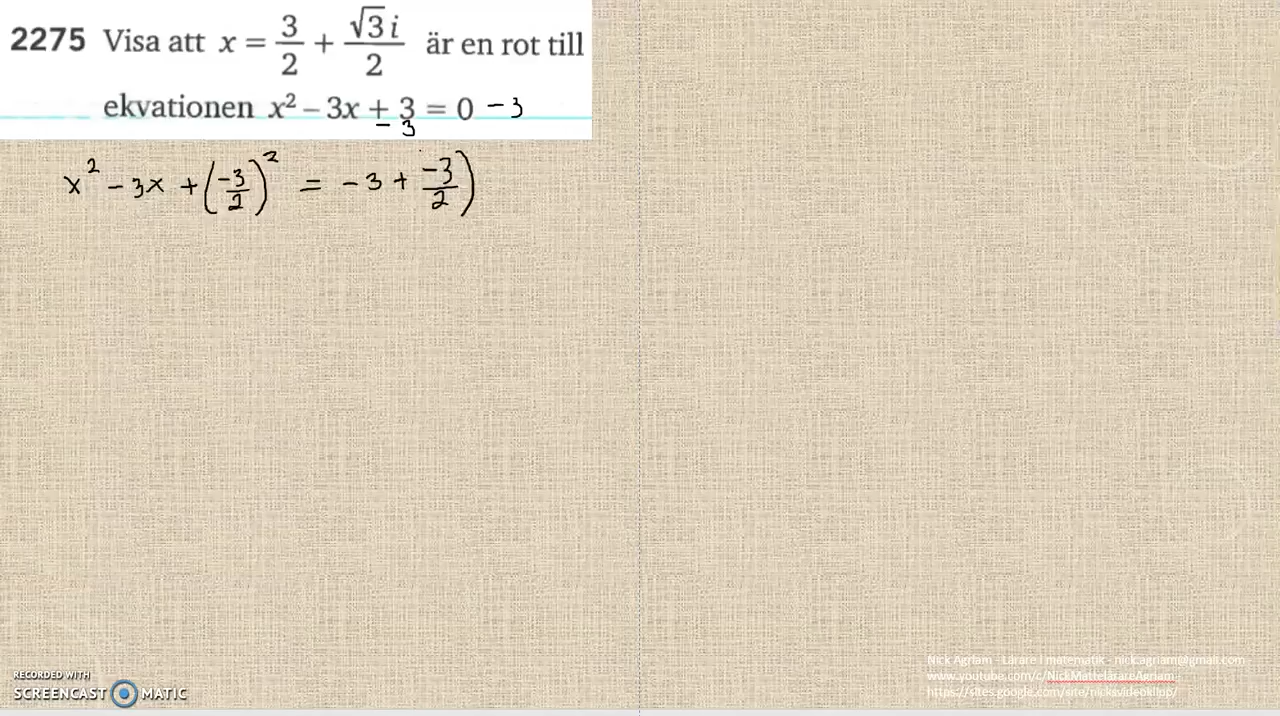 2275 Visa att x = 3/2 + √3 i/2 är en rot till
ekvationen x² – 3x + 3 = 0 – 3
– 3
x² – 3x + (–3/2)² = – 3 + –3/2)
Nick Agriam - Lärare i matematik - nick.agriam@gmail.com
www.youtube.com/c/NickMattelärareAgriam
https://sites.google.com/site/nicksvideoklipp/
RECORDED WITH
SCREENCAST MATIC